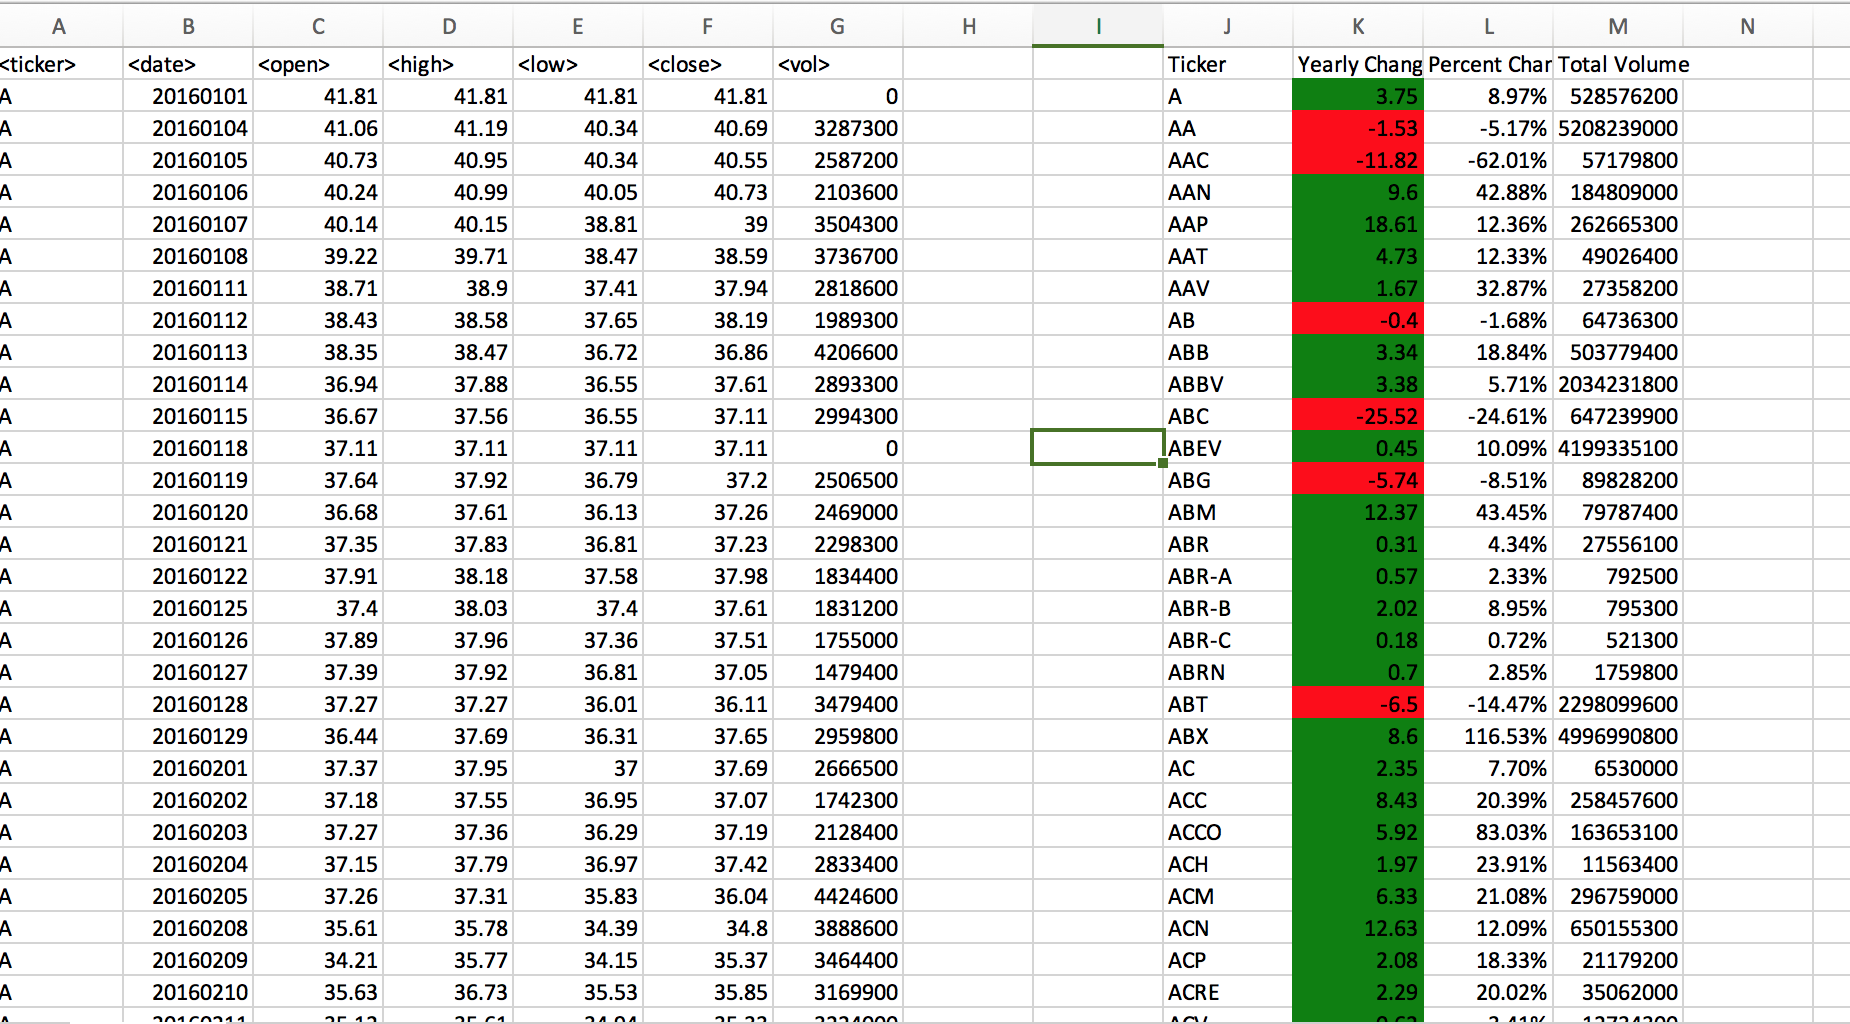 A B C D E F G H I J K L M N
<ticker> <date> <open> <high> <low> <close> <vol> Ticker Yearly Chang Percent Char Total Volume
A 20160101 41.81 41.81 41.81 41.81 0 A 3.75 8.97% 528576200
A 20160104 41.06 41.19 40.34 40.69 3287300 AA -1.53 -5.17% 5208239000
A 20160105 40.73 40.95 40.34 40.55 2587200 AAC -11.82 -62.01% 57179800
A 20160106 40.24 40.99 40.05 40.73 2103600 AAN 9.6 42.88% 184809000
A 20160107 40.14 40.15 38.81 39 3504300 AAP 18.61 12.36% 262665300
A 20160108 39.22 39.71 38.47 38.59 3736700 AAT 4.73 12.33% 49026400
A 20160111 38.71 38.9 37.41 37.94 2818600 AAV 1.67 32.87% 27358200
A 20160112 38.43 38.58 37.65 38.19 1989300 AB -0.4 -1.68% 64736300
A 20160113 38.35 38.47 36.72 36.86 4206600 ABB 3.34 18.84% 503779400
A 20160114 36.94 37.88 36.55 37.61 2893300 ABBV 3.38 5.71% 2034231800
A 20160115 36.67 37.56 36.55 37.11 2994300 ABC -25.52 -24.61% 647239900
A 20160118 37.11 37.11 37.11 37.11 0 ABEV 0.45 10.09% 4199335100
A 20160119 37.64 37.92 36.79 37.2 2506500 ABG -5.74 -8.51% 89828200
A 20160120 36.68 37.61 36.13 37.26 2469000 ABM 12.37 43.45% 79787400
A 20160121 37.35 37.83 36.81 37.23 2298300 ABR 0.31 4.34% 27556100
A 20160122 37.91 38.18 37.58 37.98 1834400 ABR-A 0.57 2.33% 792500
A 20160125 37.4 38.03 37.4 37.61 1831200 ABR-B 2.02 8.95% 795300
A 20160126 37.89 37.96 37.36 37.51 1755000 ABR-C 0.18 0.72% 521300
A 20160127 37.39 37.92 36.81 37.05 1479400 ABRN 0.7 2.85% 1759800
A 20160128 37.27 37.27 36.01 36.11 3479400 ABT -6.5 -14.47% 2298099600
A 20160129 36.44 37.69 36.31 37.65 2959800 ABX 8.6 116.53% 4996990800
A 20160201 37.37 37.95 37 37.69 2666500 AC 2.35 7.70% 6530000
A 20160202 37.18 37.55 36.95 37.07 1742300 ACC 8.43 20.39% 258457600
A 20160203 37.27 37.36 36.29 37.19 2128400 ACCO 5.92 83.03% 163653100
A 20160204 37.15 37.79 36.97 37.42 2833400 ACH 1.97 23.91% 11563400
A 20160205 37.26 37.31 35.83 36.04 4424600 ACM 6.33 21.08% 296759000
A 20160208 35.61 35.78 34.39 34.8 3888600 ACN 12.63 12.09% 650155300
A 20160209 34.21 35.77 34.15 35.37 3464400 ACP 2.08 18.33% 21179200
A 20160210 35.63 36.73 35.53 35.85 3169900 ACRE 2.29 20.02% 35062000